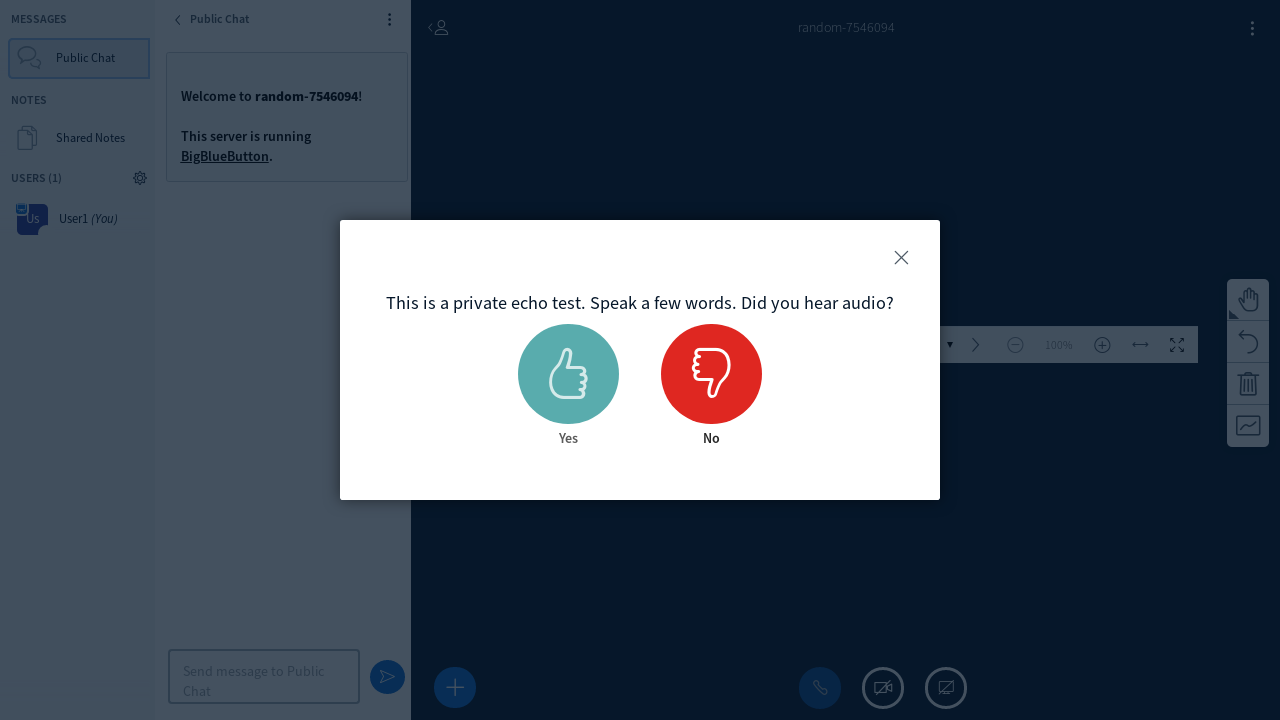 MESSAGES
Public Chat
NOTES
Shared Notes
USERS (1)
Us
User1 (You)
Public Chat
Welcome to random-7546094!
This server is running
BigBlueButton.
Send message to Public
Chat
random-7546094
This is a private echo test. Speak a few words. Did you hear audio?
Yes
No
100%